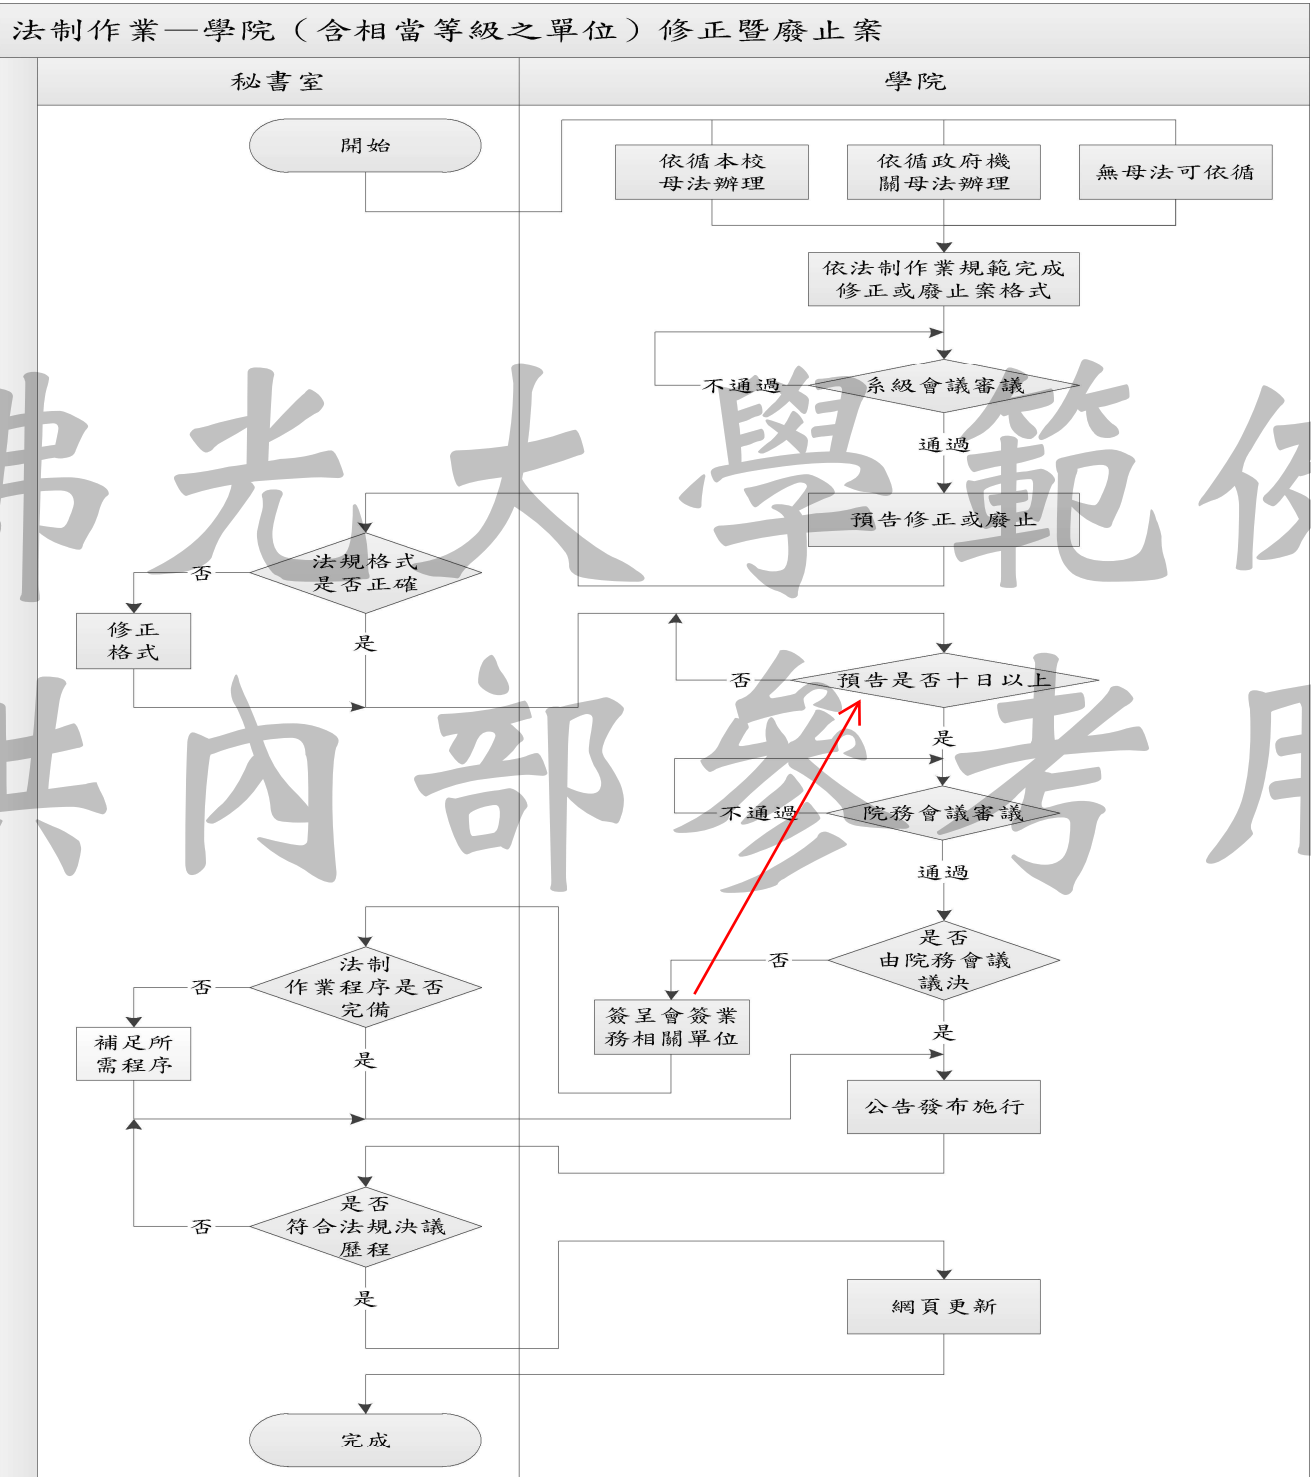 法制作業—學院（含相當等級之單位）修正暨廢止案
秘書室
學院
開始
依循本校
母法辦理
依循政府機
關母法辦理
無母法可依循
依法制作業規範完成
修正或廢止案格式
不通過
系級會議審議
通過
預告修正或廢止
法規格式
是否正確
否
修正
格式
是
否
預告是否十日以上
是
不通過
院務會議審議
通過
是否
由院務會議
議決
否
簽呈會簽業
務相關單位
是
法制
作業程序是否
完備
否
補足所
需程序
是
公告發布施行
是否
符合法規決議
歷程
否
是
網頁更新
完成
佛光大學範例
供內部參考用